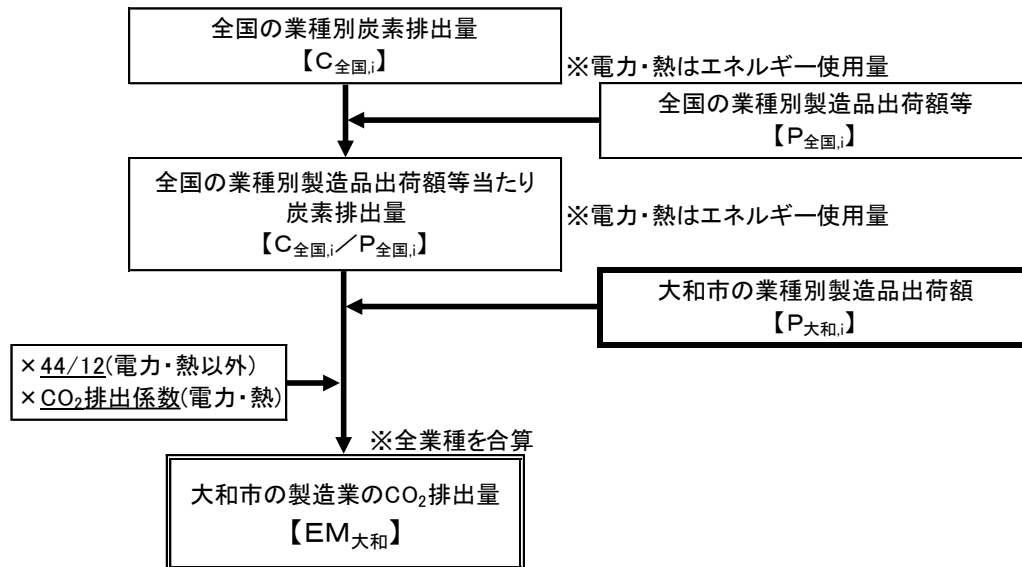 全国の業種別炭素排出量
【C全国,i】
※電力・熱はエネルギー使用量
全国の業種別製造品出荷額等
【P全国,i】
全国の業種別製造品出荷額等当たり
炭素排出量
【C全国,i／P全国,i】
※電力・熱はエネルギー使用量
大和市の業種別製造品出荷額
【P大和,i】
×44/12(電力・熱以外)
×CO₂排出係数(電力・熱)
※全業種を合算
大和市の製造業のCO₂排出量
【EM大和】